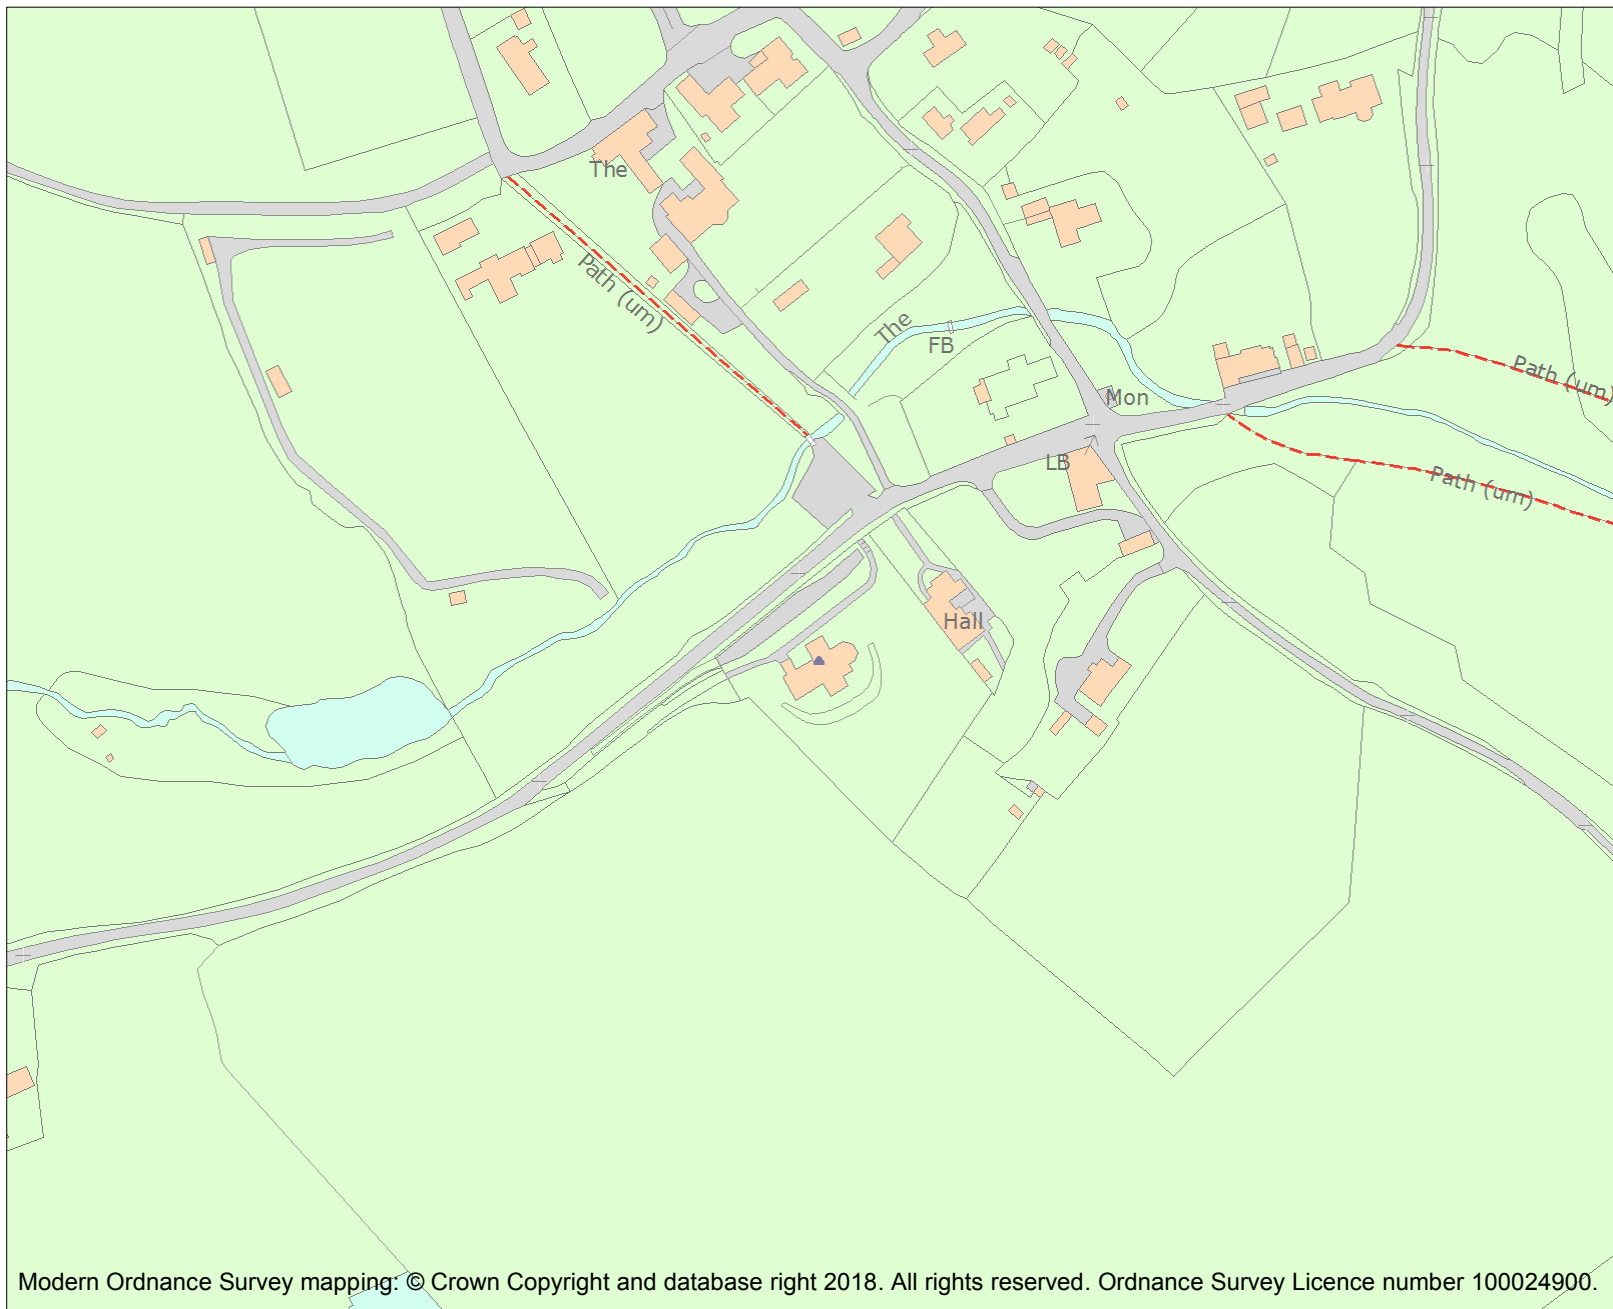 The
Path (um)
The
FB
Mon
Path (um)
LB
Path (um)
Hall
Modern Ordnance Survey mapping: © Crown Copyright and database right 2018. All rights reserved. Ordnance Survey Licence number 100024900.